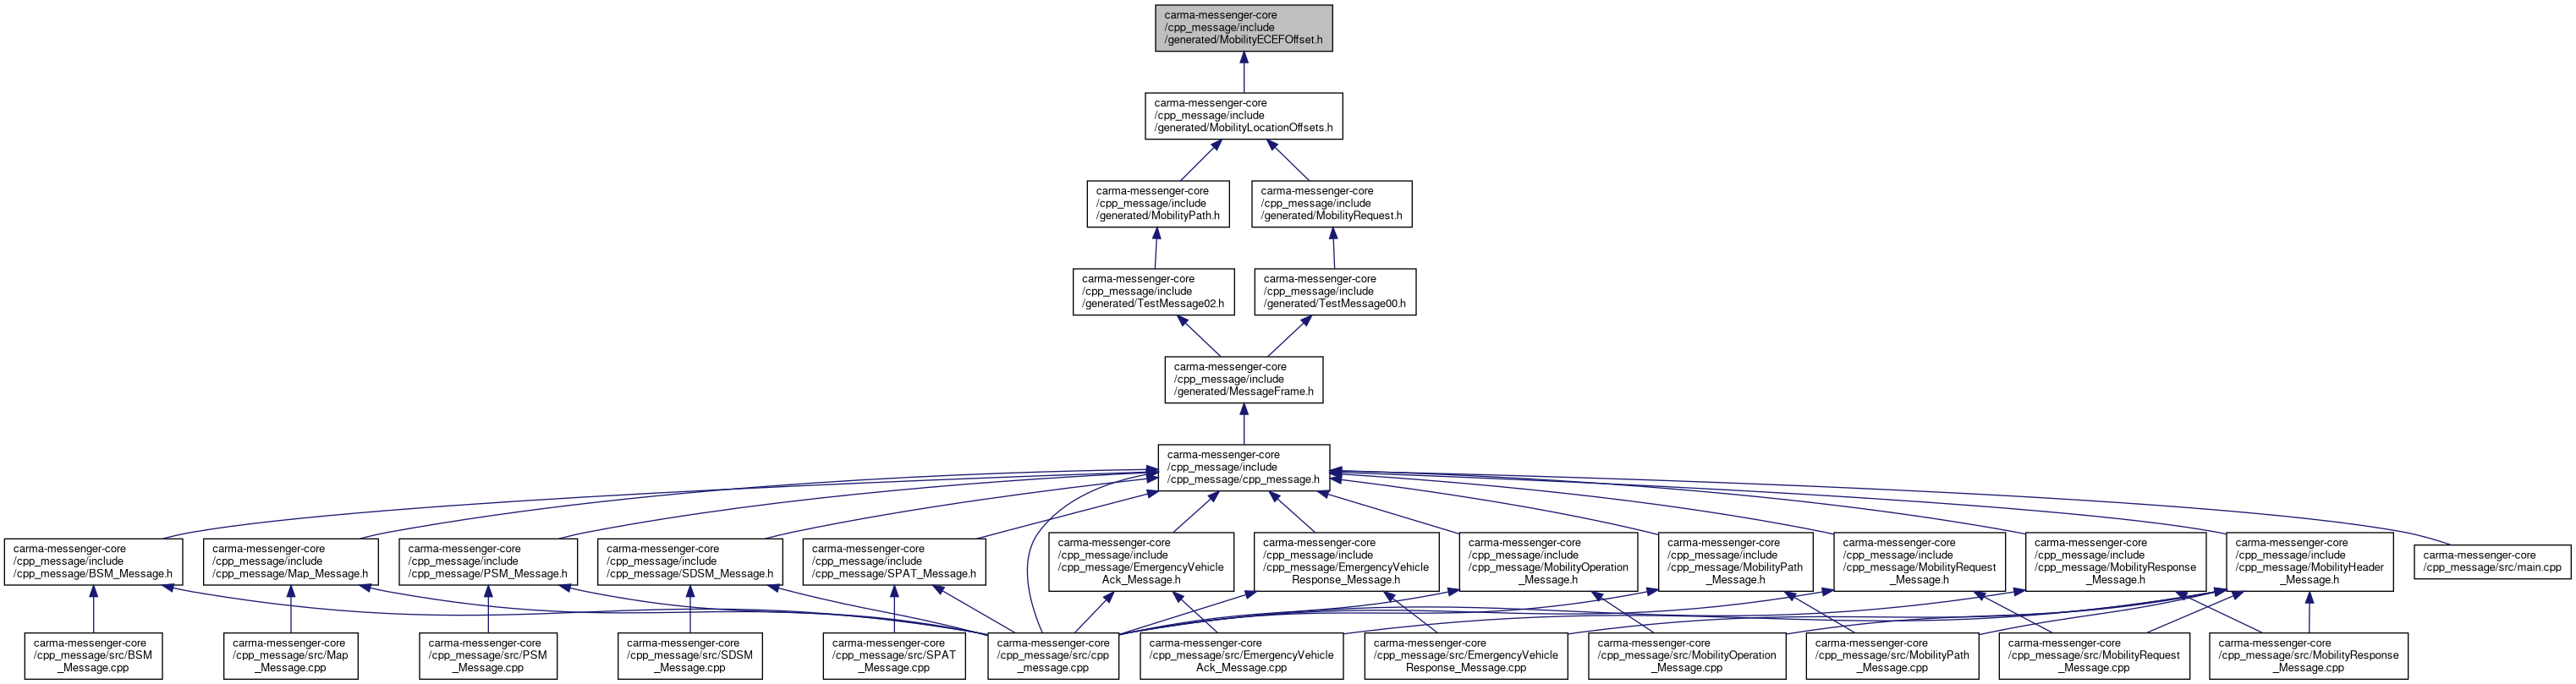 carma-messenger-core
/cpp_message/include
/generated/MobilityECEFOffset.h
carma-messenger-core
/cpp_message/include
/generated/MobilityLocationOffsets.h
carma-messenger-core
/cpp_message/include
/generated/MobilityPath.h
carma-messenger-core
/cpp_message/include
/generated/MobilityRequest.h
carma-messenger-core
/cpp_message/include
/generated/TestMessage02.h
carma-messenger-core
/cpp_message/include
/generated/TestMessage00.h
carma-messenger-core
/cpp_message/include
/generated/MessageFrame.h
carma-messenger-core
/cpp_message/include
/cpp_message/cpp_message.h
carma-messenger-core
/cpp_message/include
/cpp_message/BSM_Message.h
carma-messenger-core
/cpp_message/include
/cpp_message/Map_Message.h
carma-messenger-core
/cpp_message/include
/cpp_message/PSM_Message.h
carma-messenger-core
/cpp_message/include
/cpp_message/SDSM_Message.h
carma-messenger-core
/cpp_message/include
/cpp_message/SPAT_Message.h
carma-messenger-core
/cpp_message/include
/cpp_message/EmergencyVehicle
Ack_Message.h
carma-messenger-core
/cpp_message/include
/cpp_message/EmergencyVehicle
Response_Message.h
carma-messenger-core
/cpp_message/include
/cpp_message/MobilityOperation
_Message.h
carma-messenger-core
/cpp_message/include
/cpp_message/MobilityPath
_Message.h
carma-messenger-core
/cpp_message/include
/cpp_message/MobilityRequest
_Message.h
carma-messenger-core
/cpp_message/include
/cpp_message/MobilityResponse
_Message.h
carma-messenger-core
/cpp_message/include
/cpp_message/MobilityHeader
_Message.h
carma-messenger-core
/cpp_message/src/main.cpp
carma-messenger-core
/cpp_message/src/BSM
_Message.cpp
carma-messenger-core
/cpp_message/src/Map
_Message.cpp
carma-messenger-core
/cpp_message/src/PSM
_Message.cpp
carma-messenger-core
/cpp_message/src/SDSM
_Message.cpp
carma-messenger-core
/cpp_message/src/SPAT
_Message.cpp
carma-messenger-core
/cpp_message/src/cpp
_message.cpp
carma-messenger-core
/cpp_message/src/EmergencyVehicle
Ack_Message.cpp
carma-messenger-core
/cpp_message/src/EmergencyVehicle
Response_Message.cpp
carma-messenger-core
/cpp_message/src/MobilityOperation
_Message.cpp
carma-messenger-core
/cpp_message/src/MobilityPath
_Message.cpp
carma-messenger-core
/cpp_message/src/MobilityRequest
_Message.cpp
carma-messenger-core
/cpp_message/src/MobilityResponse
_Message.cpp